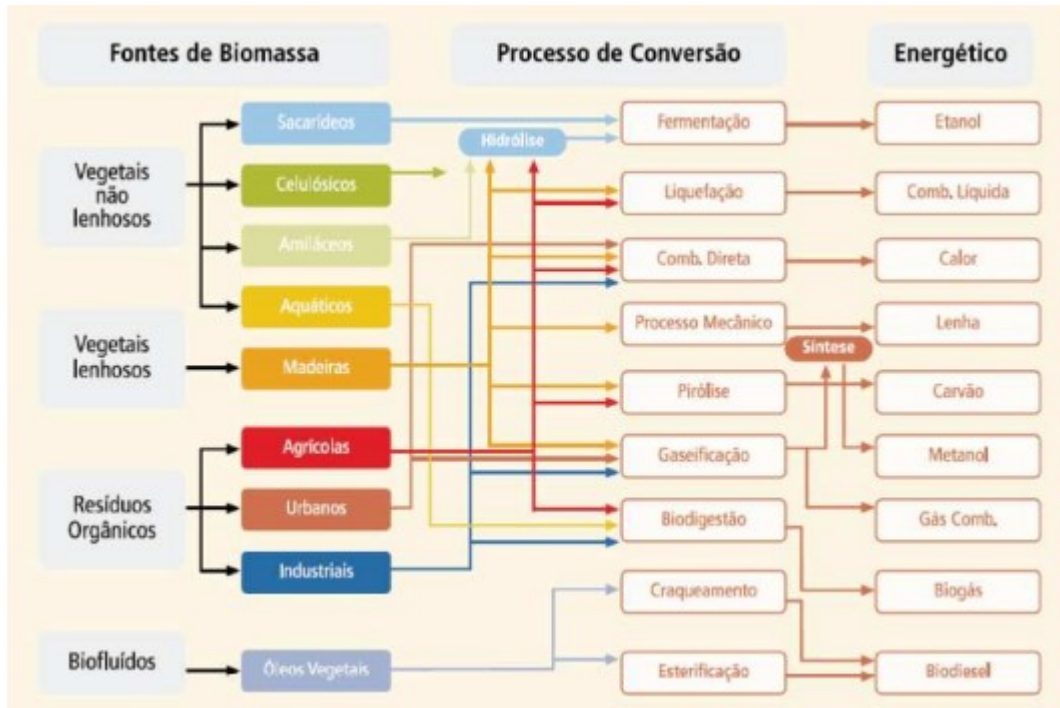 Fontes de Biomassa
Processo de Conversão
Energético
Vegetais
não
lenhosos
Sacarídeos
Celulósicos
Amiláceos
Aquáticos
Vegetais
lenhosos
Madeiras
Resíduos
Orgânicos
Agrícolas
Urbanos
Industriais
Biofluídos
Óleos Vegetais
Hidrólise
Fermentação
Liquefação
Comb. Direta
Processo Mecânico
Pirólise
Gaseificação
Biodigestão
Craqueamento
Esterificação
Síntese
Etanol
Comb. Líquida
Calor
Lenha
Carvão
Metanol
Gás Comb.
Biogás
Biodiesel